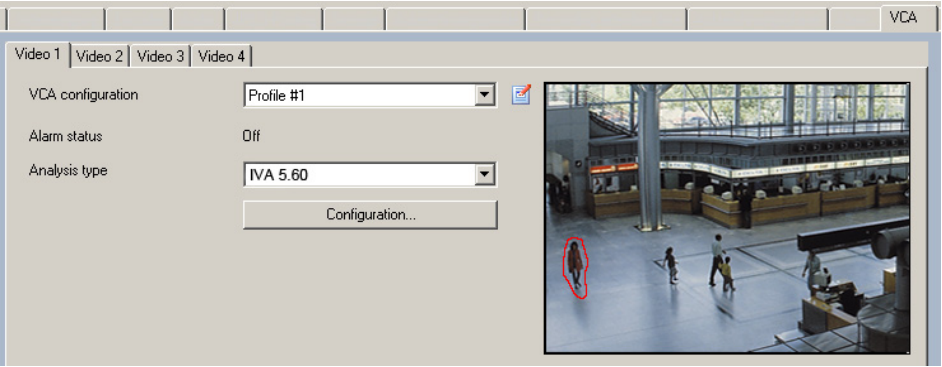 VCA
Video 1 Video 2 Video 3 Video 4
VCA configuration Profile #1
Alarm status Off
Analysis type IVA 5.60
Configuration...